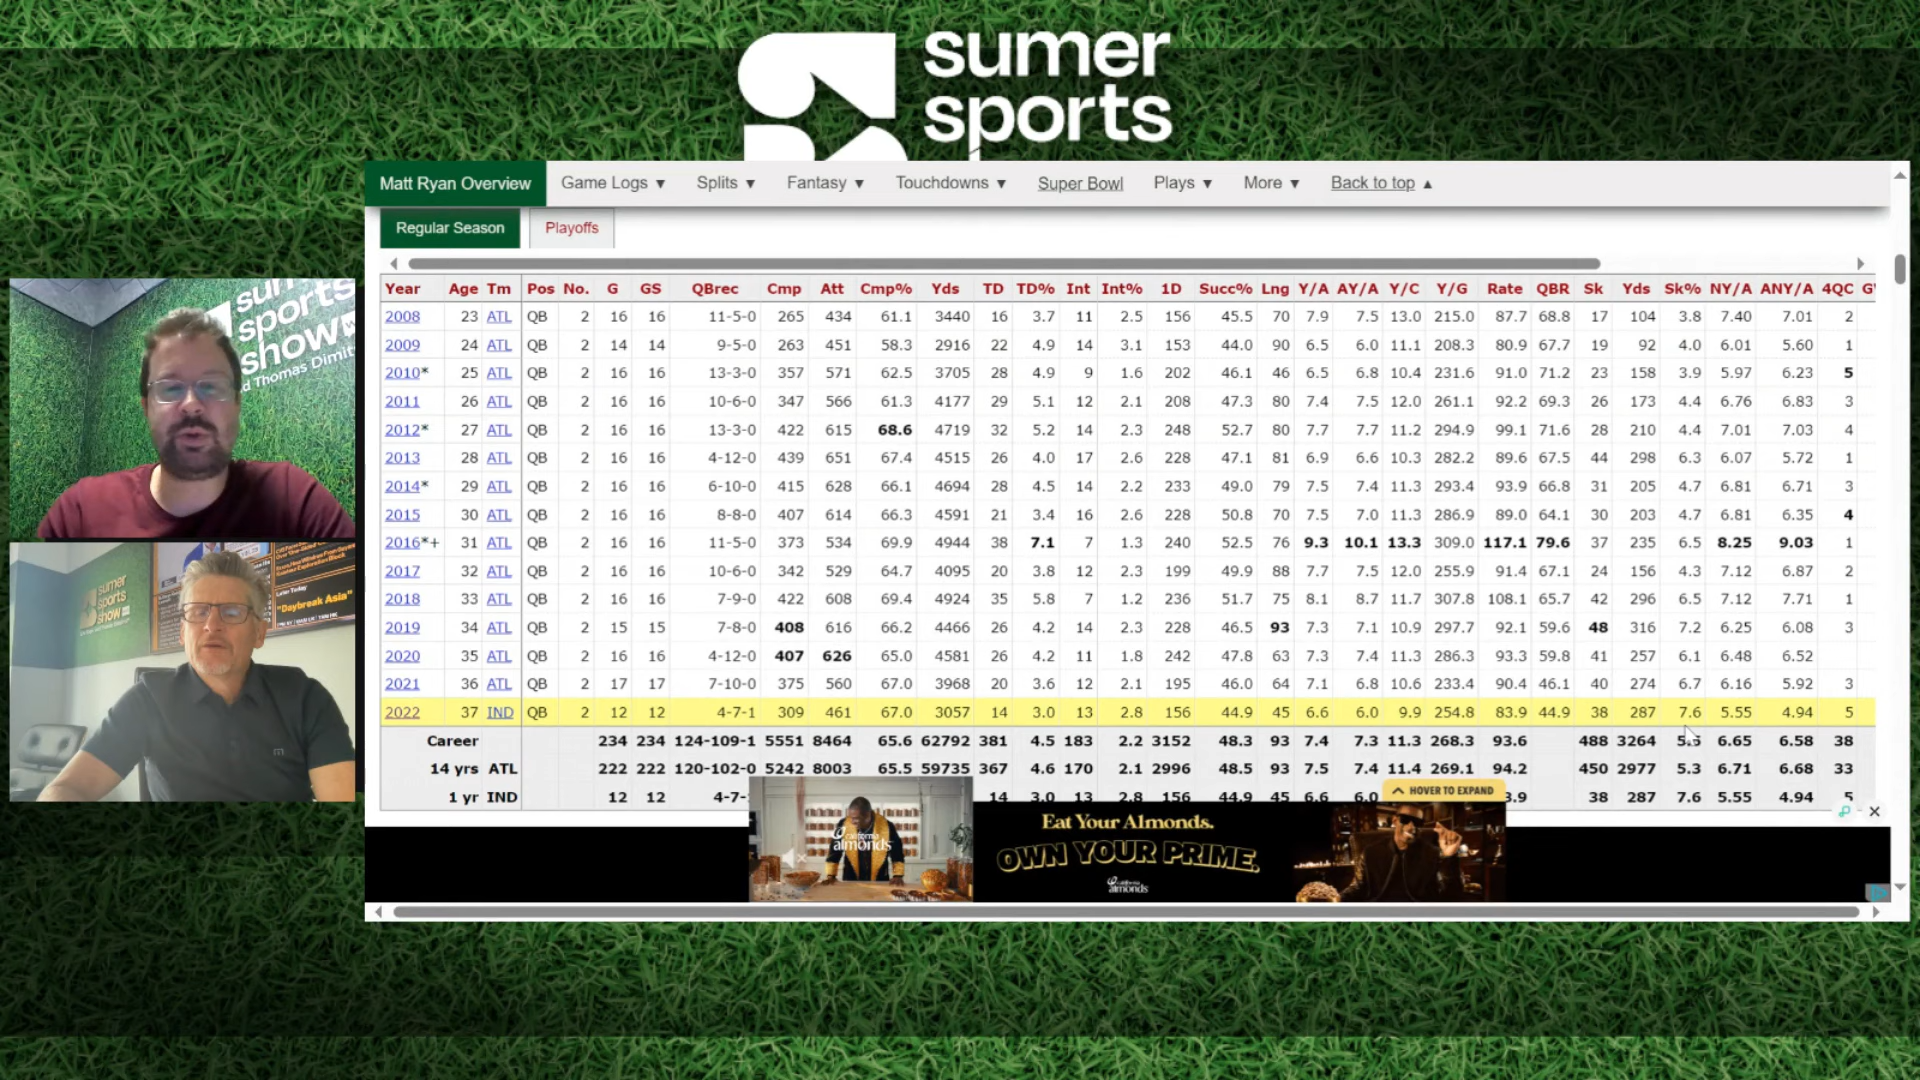 sumer
sports
Matt Ryan Overview Game Logs ▼ Splits ▼ Fantasy ▼ Touchdowns ▼ Super Bowl Plays ▼ More ▼ Back to top ▲
Regular Season Playoffs
Year Age Tm Pos No. G GS QBrec Cmp Att Cmp% Yds TD TD% Int Int% 1D Succ% Lng Y/A AY/A Y/C Y/G Rate QBR Sk Yds Sk% NY/A ANY/A 4QC
2008 23 ATL QB 2 16 16 11-5-0 265 434 61.1 3440 16 3.7 11 2.5 156 45.5 70 7.9 7.5 13.0 215.0 87.7 68.8 17 104 3.8 7.40 7.01 2
2009 24 ATL QB 2 14 14 9-5-0 263 451 58.3 2916 22 4.9 14 3.1 153 44.0 90 6.5 6.0 11.1 208.3 80.9 67.7 19 92 4.0 6.01 5.60 1
2010* 25 ATL QB 2 16 16 13-3-0 357 571 62.5 3705 28 4.9 9 1.6 202 46.1 46 6.5 6.8 10.4 231.6 91.0 71.2 23 158 3.9 5.97 6.23 5
2011 26 ATL QB 2 16 16 10-6-0 347 566 61.3 4177 29 5.1 12 2.1 208 47.3 80 7.4 7.5 12.0 261.1 92.2 69.3 26 173 4.4 6.76 6.83 3
2012* 27 ATL QB 2 16 16 13-3-0 422 615 68.6 4719 32 5.2 14 2.3 248 52.7 80 7.7 7.7 11.2 294.9 99.1 71.6 28 210 4.4 7.01 7.03 4
2013 28 ATL QB 2 16 16 4-12-0 439 651 67.4 4515 26 4.0 17 2.6 228 47.1 81 6.9 6.6 10.3 282.2 89.6 67.5 44 298 6.3 6.07 5.72 1
2014* 29 ATL QB 2 16 16 6-10-0 415 628 66.1 4694 28 4.5 14 2.2 233 49.0 79 7.5 7.4 11.3 293.4 93.9 66.8 31 205 4.7 6.81 6.71 3
2015 30 ATL QB 2 16 16 8-8-0 407 614 66.3 4591 21 3.4 16 2.6 228 50.8 70 7.5 7.0 11.3 286.9 89.0 64.1 30 203 4.7 6.81 6.35 4
2016*+ 31 ATL QB 2 16 16 11-5-0 373 534 69.9 4944 38 7.1 7 1.3 240 52.5 76 9.3 10.1 13.3 309.0 117.1 79.6 37 235 6.5 8.25 9.03 1
2017 32 ATL QB 2 16 16 10-6-0 342 529 64.7 4095 20 3.8 12 2.3 199 49.9 88 7.7 7.5 12.0 255.9 91.4 67.1 24 156 4.3 7.12 6.87 2
2018 33 ATL QB 2 16 16 7-9-0 422 608 69.4 4924 35 5.8 7 1.2 236 51.7 75 8.1 8.7 11.7 307.8 108.1 65.7 42 296 6.5 7.12 7.71 1
2019 34 ATL QB 2 15 15 7-8-0 408 616 66.2 4466 26 4.2 14 2.3 228 46.5 93 7.3 7.1 10.9 297.7 92.1 59.6 48 316 7.2 6.25 6.08 3
2020 35 ATL QB 2 16 16 4-12-0 407 626 65.0 4581 26 4.2 11 1.8 242 47.8 63 7.3 7.4 11.3 286.3 93.3 59.8 41 257 6.1 6.48 6.52
2021 36 ATL QB 2 17 17 7-10-0 375 560 67.0 3968 20 3.6 12 2.1 195 46.0 64 7.1 6.8 10.6 233.4 90.4 46.1 40 274 6.7 6.16 5.92 3
2022 37 IND QB 2 12 12 4-7-1 309 461 67.0 3057 14 3.0 13 2.8 156 44.9 45 6.6 6.0 9.9 254.8 83.9 44.9 38 287 7.6 5.55 4.94 5
Career 234 234 124-109-1 5551 8464 65.6 62792 381 4.5 183 2.2 3152 48.3 93 7.4 7.3 11.3 268.3 93.6 488 3264 5.5 6.65 6.58 38
14 yrs ATL 222 222 120-102-0 5242 8003 65.5 59735 367 4.6 170 2.1 2996 48.5 93 7.5 7.4 11.4 269.1 94.2 450 2977 5.3 6.71 6.68 33
1 yr IND 12 12 4-7- 14 3.0 13 2.8 156 44.9 45 6.6 6.0 3.9 38 287 7.6 5.55 4.94 5
HOVER TO EXPAND
california
almonds
Eat Your Almonds.
OWN YOUR PRIME.
california
almonds
sports
show
d Thomas Dimit
sumer
sports
show
Later Today
"Daybreak Asia"